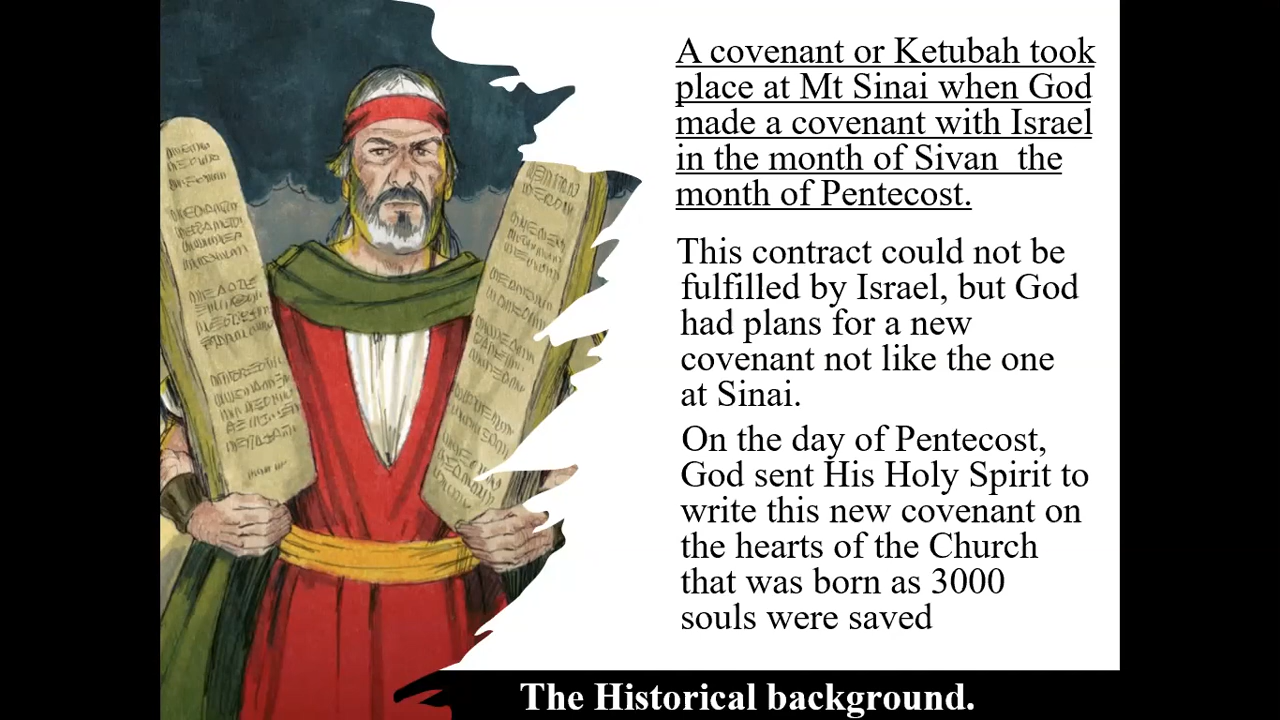 A covenant or Ketubah took
place at Mt Sinai when God
made a covenant with Israel
in the month of Sivan  the
month of Pentecost.
This contract could not be
fulfilled by Israel, but God
had plans for a new
covenant not like the one
at Sinai.
On the day of Pentecost,
God sent His Holy Spirit to
write this new covenant on
the hearts of the Church
that was born as 3000
souls were saved
The Historical background.